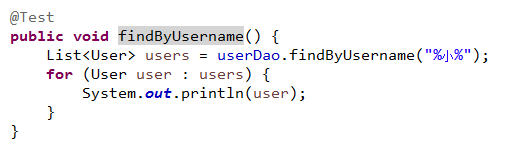 @Test
public void findByUsername() {
    List<User> users = userDao.findByUsername("%小%");
    for (User user : users) {
        System.out.println(user);
    }
}